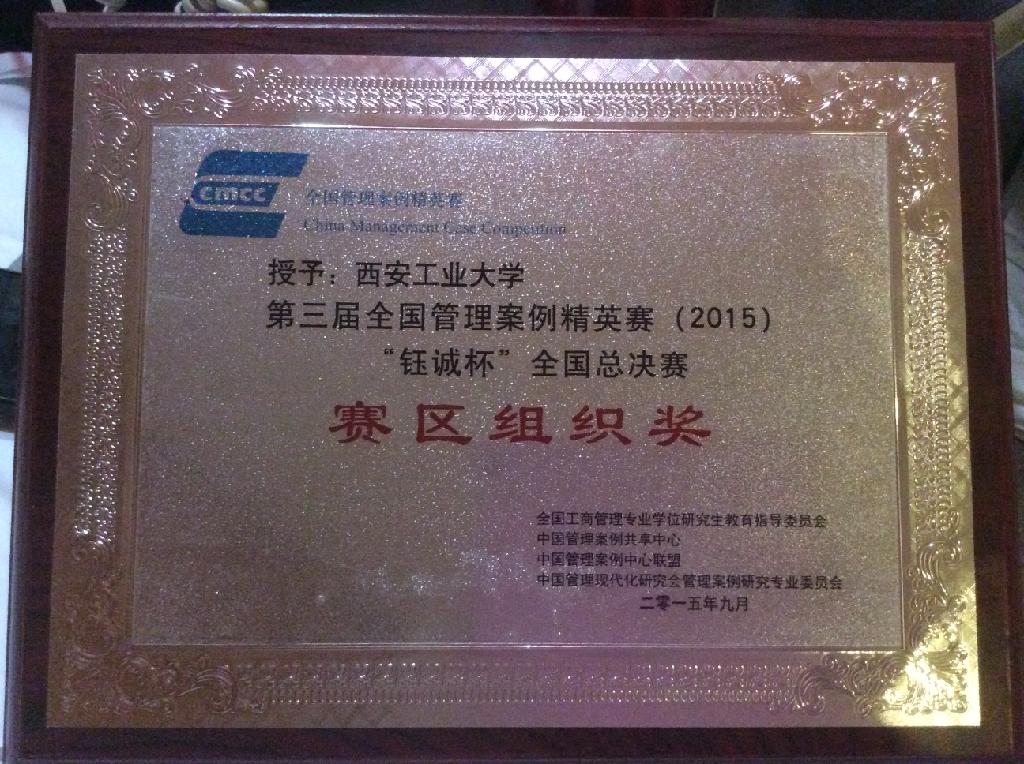 cmcc
全国管理案例精英赛
China Management Case Competition
授予：西安工业大学
第三届全国管理案例精英赛（2015）
“钰诚杯”全国总决赛
赛区组织奖
全国工商管理专业学位研究生教育指导委员会
中国管理案例共享中心
中国管理案例中心联盟
中国管理现代化研究会管理案例研究专业委员会
二零一五年九月